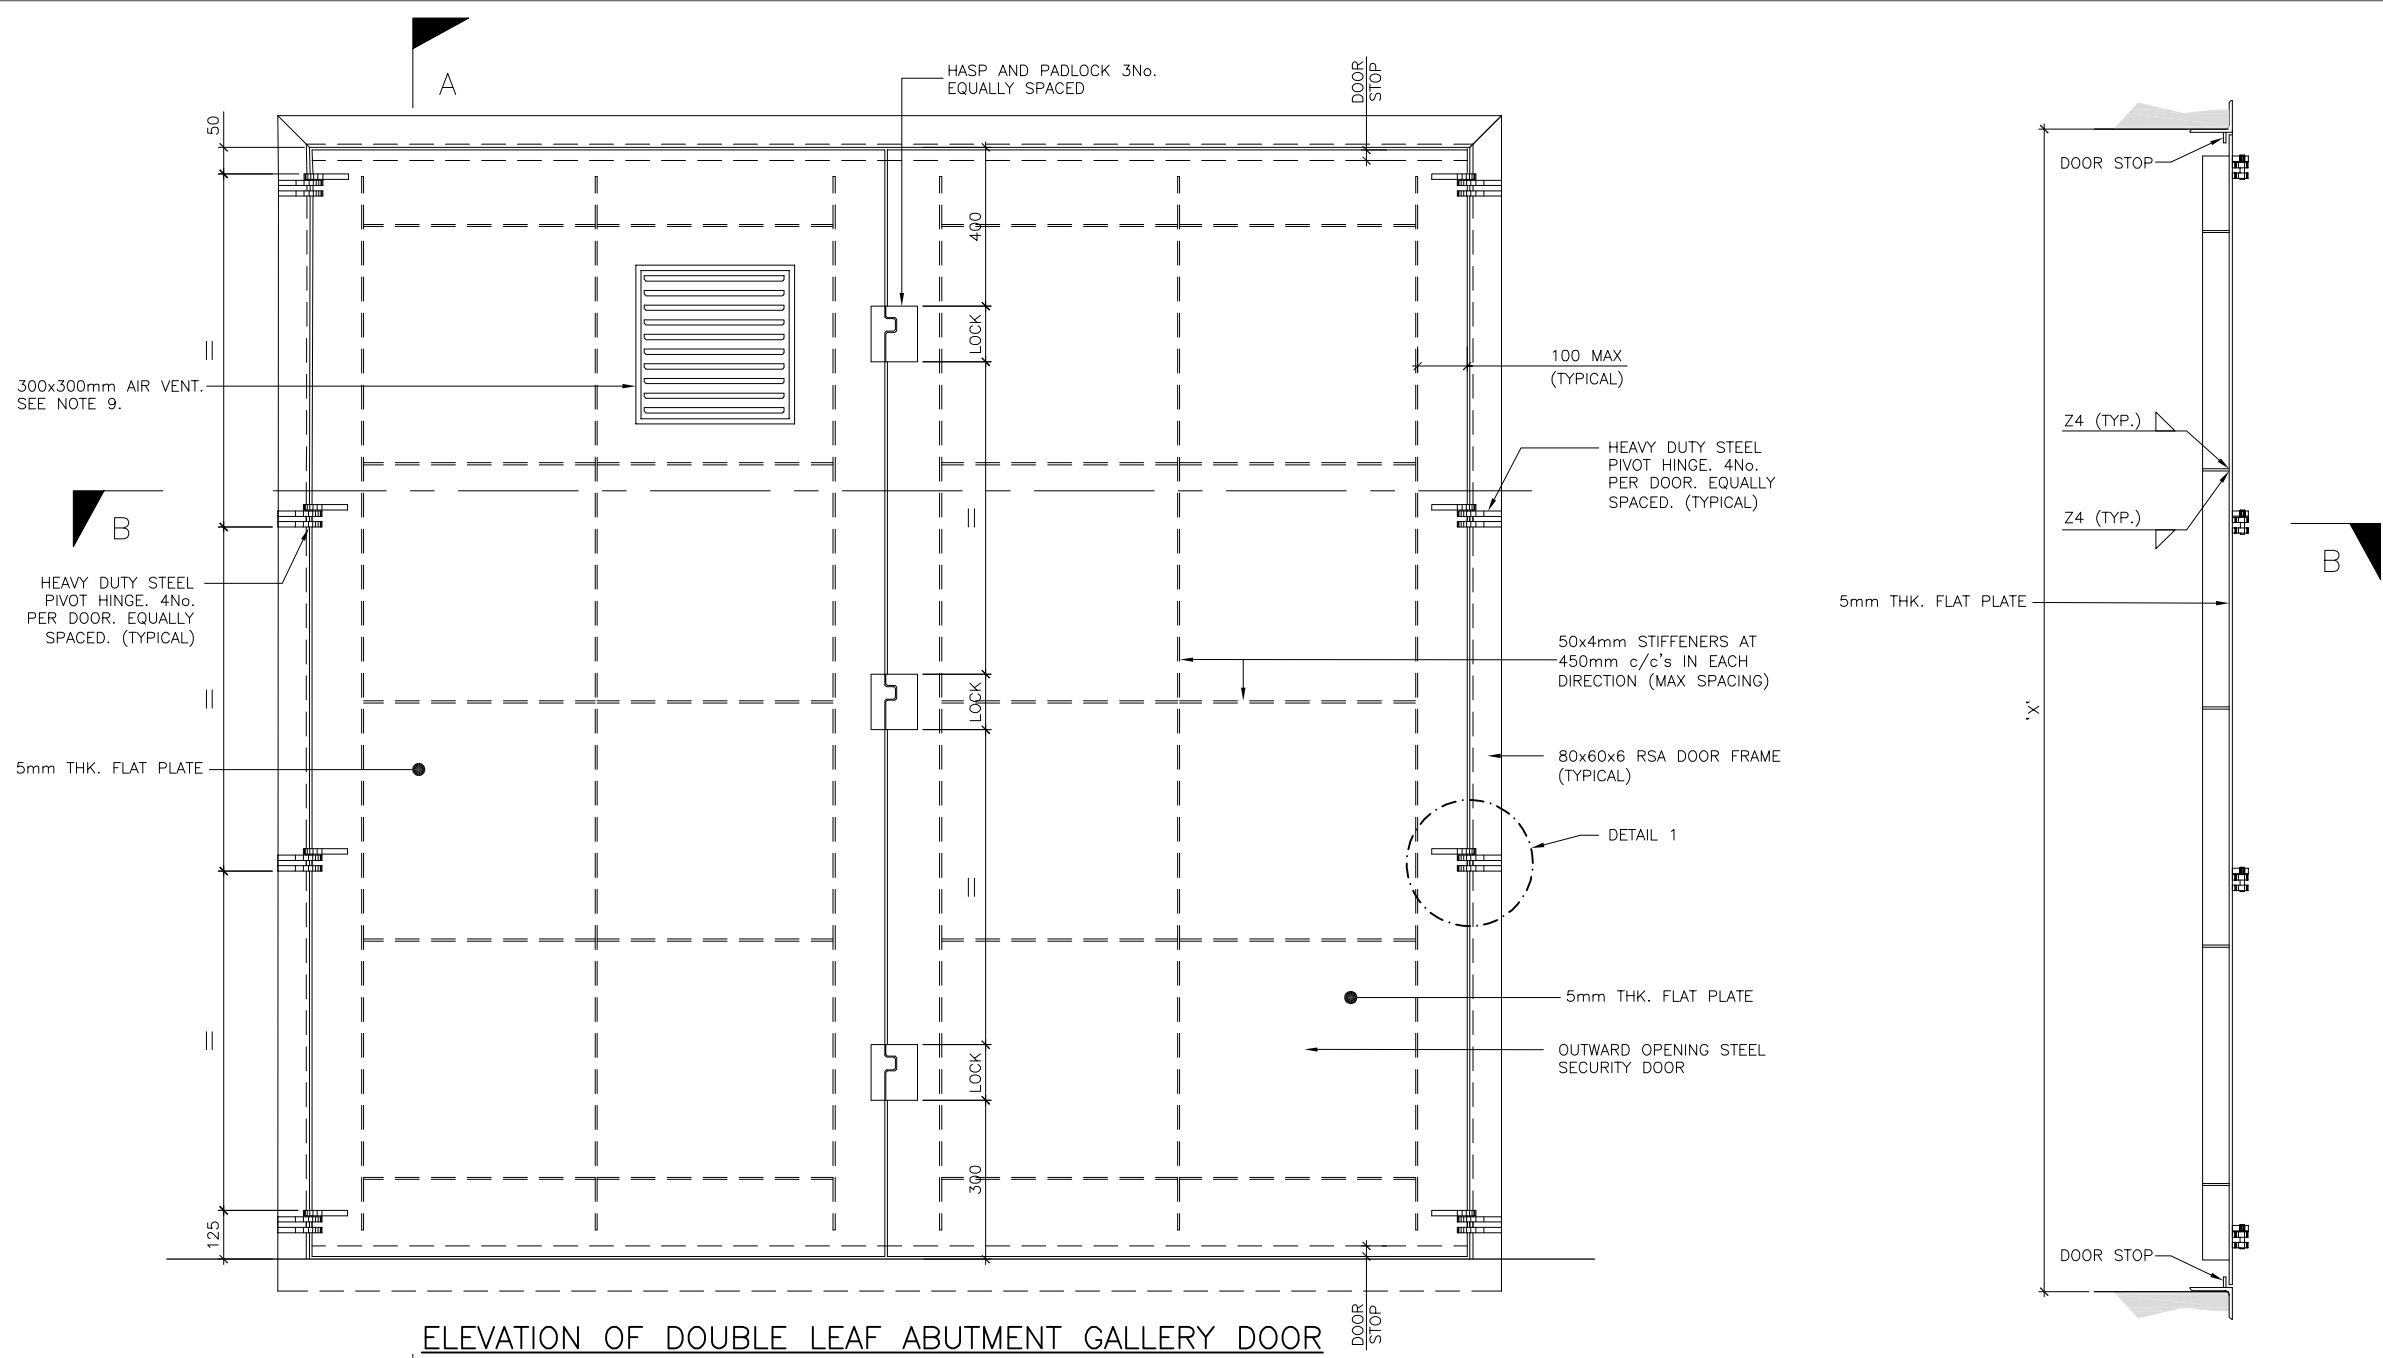 A
HASP AND PADLOCK 3No.
EQUALLY SPACED
DOOR
STOP
50
400
300x300mm AIR VENT.
SEE NOTE 9.
LOCK
100 MAX
(TYPICAL)
HEAVY DUTY STEEL
PIVOT HINGE. 4No.
PER DOOR. EQUALLY
SPACED. (TYPICAL)
B
HEAVY DUTY STEEL
PIVOT HINGE. 4No.
PER DOOR. EQUALLY
SPACED. (TYPICAL)
50x4mm STIFFENERS AT
450mm c/c's IN EACH
DIRECTION (MAX SPACING)
LOCK
5mm THK. FLAT PLATE
80x60x6 RSA DOOR FRAME
(TYPICAL)
DETAIL 1
5mm THK. FLAT PLATE
OUTWARD OPENING STEEL
SECURITY DOOR
LOCK
300
125
DOOR
STOP
ELEVATION OF DOUBLE LEAF ABUTMENT GALLERY DOOR
DOOR STOP
Z4 (TYP.)
Z4 (TYP.)
B
5mm THK. FLAT PLATE
'X'
DOOR STOP